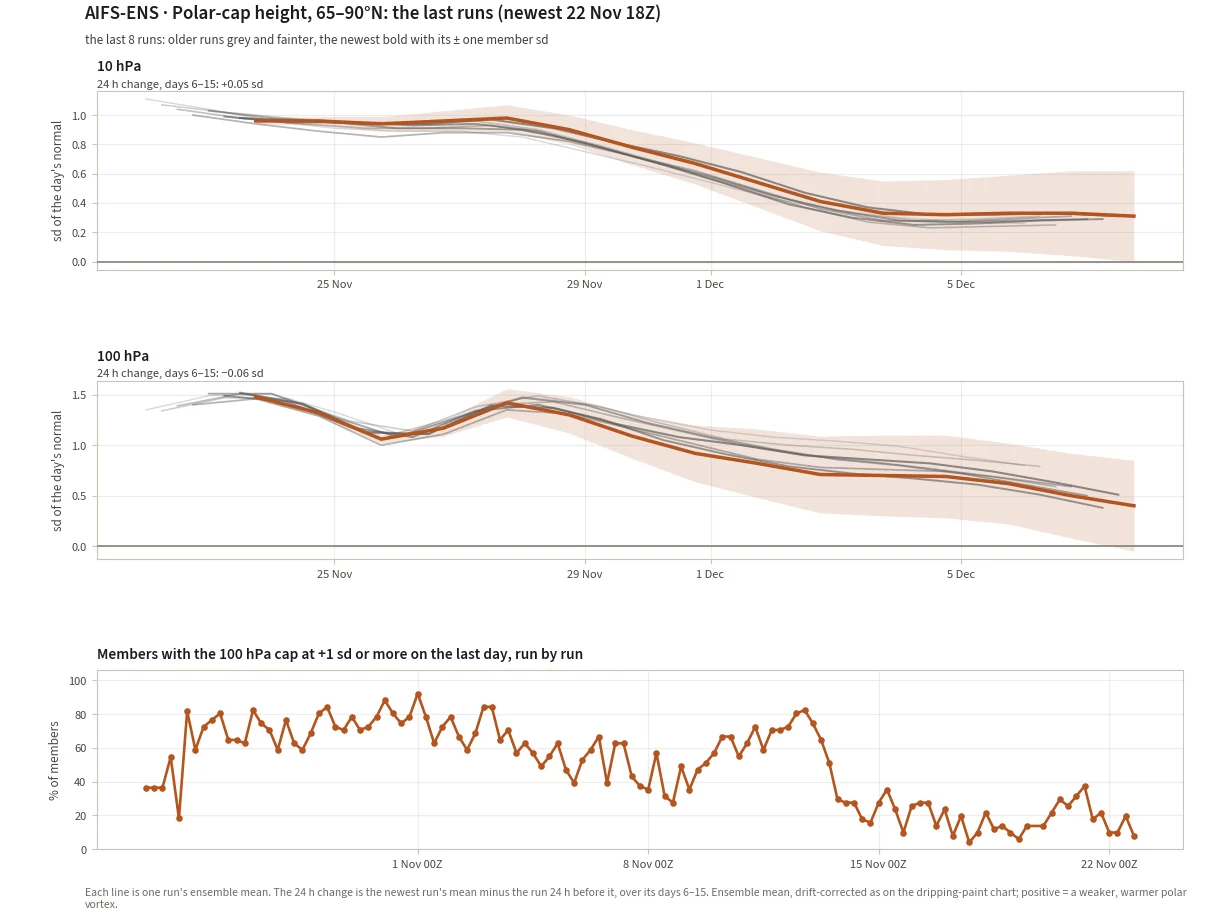 AIFS-ENS · Polar-cap height, 65–90°N: the last runs (newest 22 Nov 18Z)
the last 8 runs: older runs grey and fainter, the newest bold with its ± one member sd
10 hPa
24 h change, days 6–15: +0.05 sd
sd of the day's normal
1.0
0.8
0.6
0.4
0.2
0.0
25 Nov
29 Nov
1 Dec
5 Dec
100 hPa
24 h change, days 6–15: −0.06 sd
sd of the day's normal
1.5
1.0
0.5
0.0
25 Nov
29 Nov
1 Dec
5 Dec
Members with the 100 hPa cap at +1 sd or more on the last day, run by run
% of members
100
80
60
40
20
0
1 Nov 00Z
8 Nov 00Z
15 Nov 00Z
22 Nov 00Z
Each line is one run's ensemble mean. The 24 h change is the newest run's mean minus the run 24 h before it, over its days 6–15. Ensemble mean, drift-corrected as on the dripping-paint chart; positive = a weaker, warmer polar
vortex.